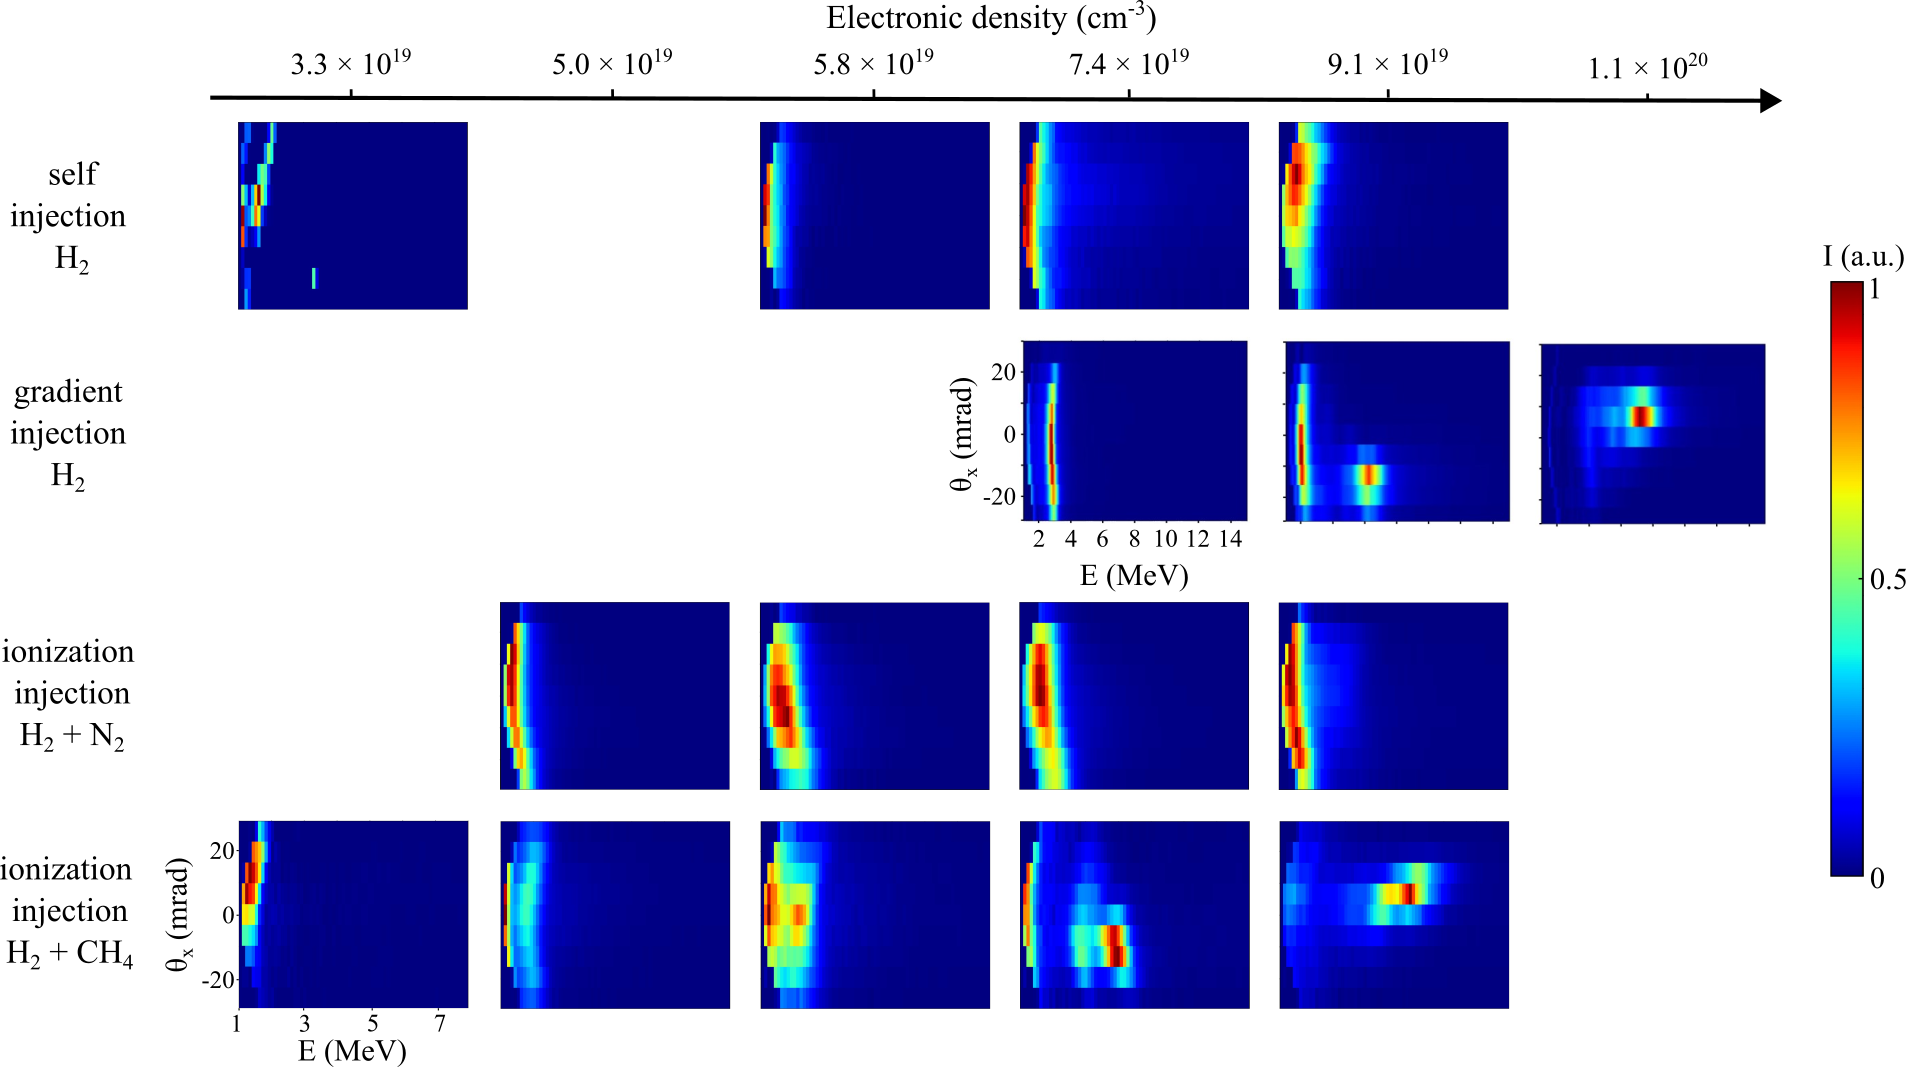 Electronic density (cm-3)
3.3 × 10^19 5.0 × 10^19 5.8 × 10^19 7.4 × 10^19 9.1 × 10^19 1.1 × 10^20
self
injection
H2
I (a.u.)
1
0.5
0
gradient
injection
H2
θx (mrad)
20
0
-20
2 4 6 8 10 12 14
E (MeV)
ionization
injection
H2 + N2
ionization
injection
H2 + CH4
θx (mrad)
20
0
-20
1 3 5 7
E (MeV)